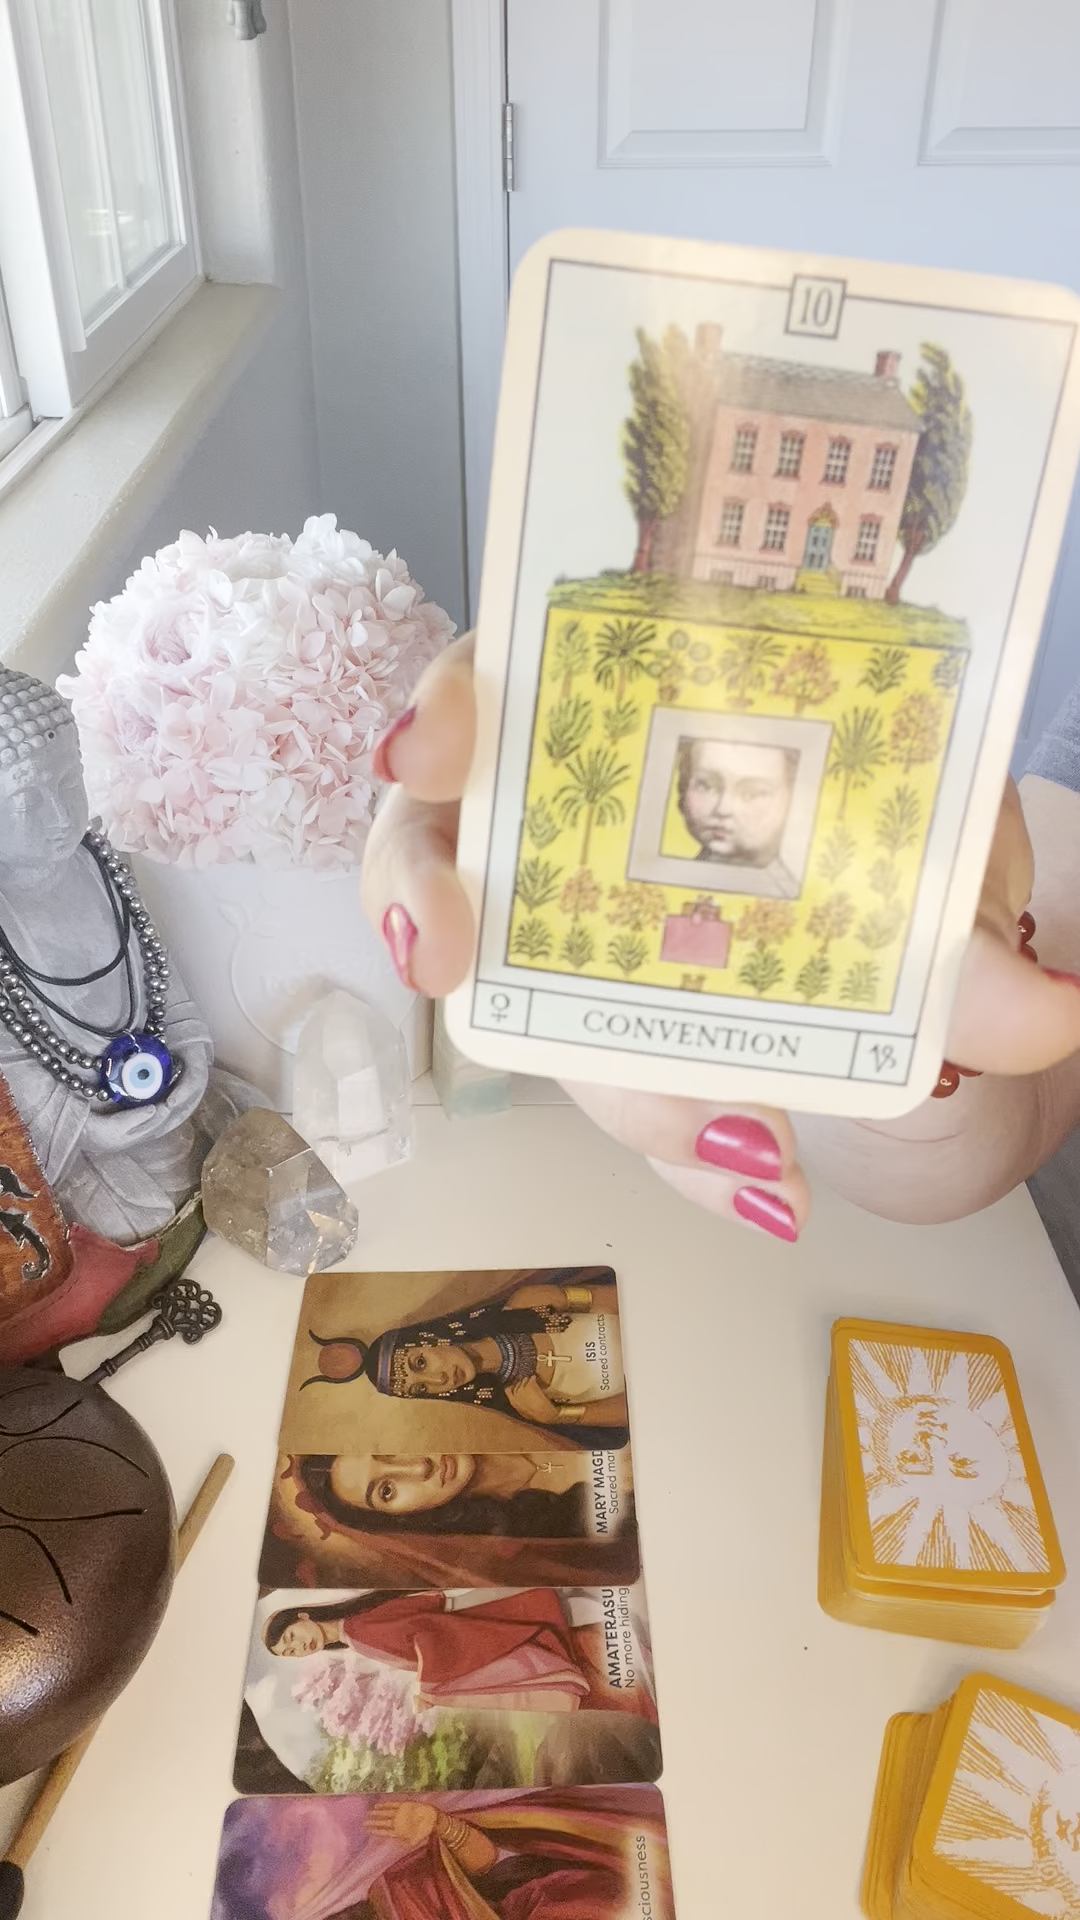 10
♀ CONVENTION ♑
ISIS
Sacred contracts
MARY MAGD
Sacred mar
AMATERASU
No more hiding
sciousness